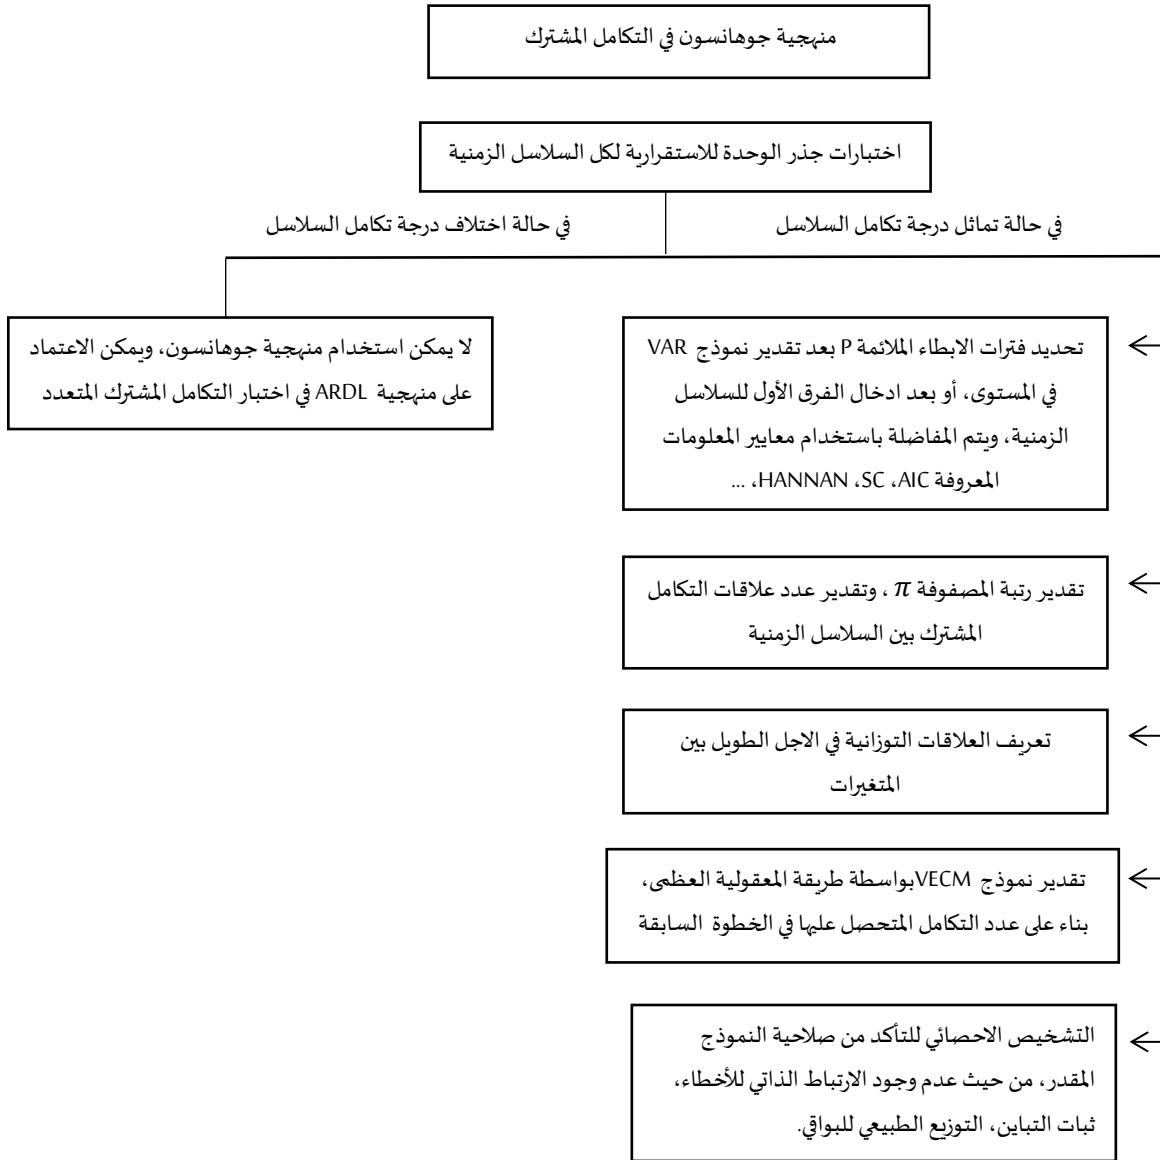 منهجية جوهانسون في التكامل المشترك
اختبارات جذر الوحدة للاستقرارية لكل السلاسل الزمنية
في حالة تماثل درجة تكامل السلاسل
في حالة اختلاف درجة تكامل السلاسل
تحديد فترات الابطاء الملائمة P بعد تقدير نموذج VAR
في المستوى، أو بعد ادخال الفرق الأول للسلاسل
الزمنية، ويتم المفاضلة باستخدام معايير المعلومات
المعروفة HANNAN ،SC ،AIC، ...
لا يمكن استخدام منهجية جوهانسون، ويمكن الاعتماد
على منهجية ARDL في اختبار التكامل المشترك المتعدد
تقدير رتبة المصفوفة π ، وتقدير عدد علاقات التكامل
المشترك بين السلاسل الزمنية
تعريف العلاقات التوزانية في الاجل الطويل بين
المتغيرات
تقدير نموذج VECMبواسطة طريقة المعقولية العظمى،
بناء على عدد التكامل المتحصل عليها في الخطوة السابقة
التشخيص الاحصائي للتأكد من صلاحية النموذج
المقدر، من حيث عدم وجود الارتباط الذاتي للأخطاء،
ثبات التباين، التوزيع الطبيعي للبواقي.